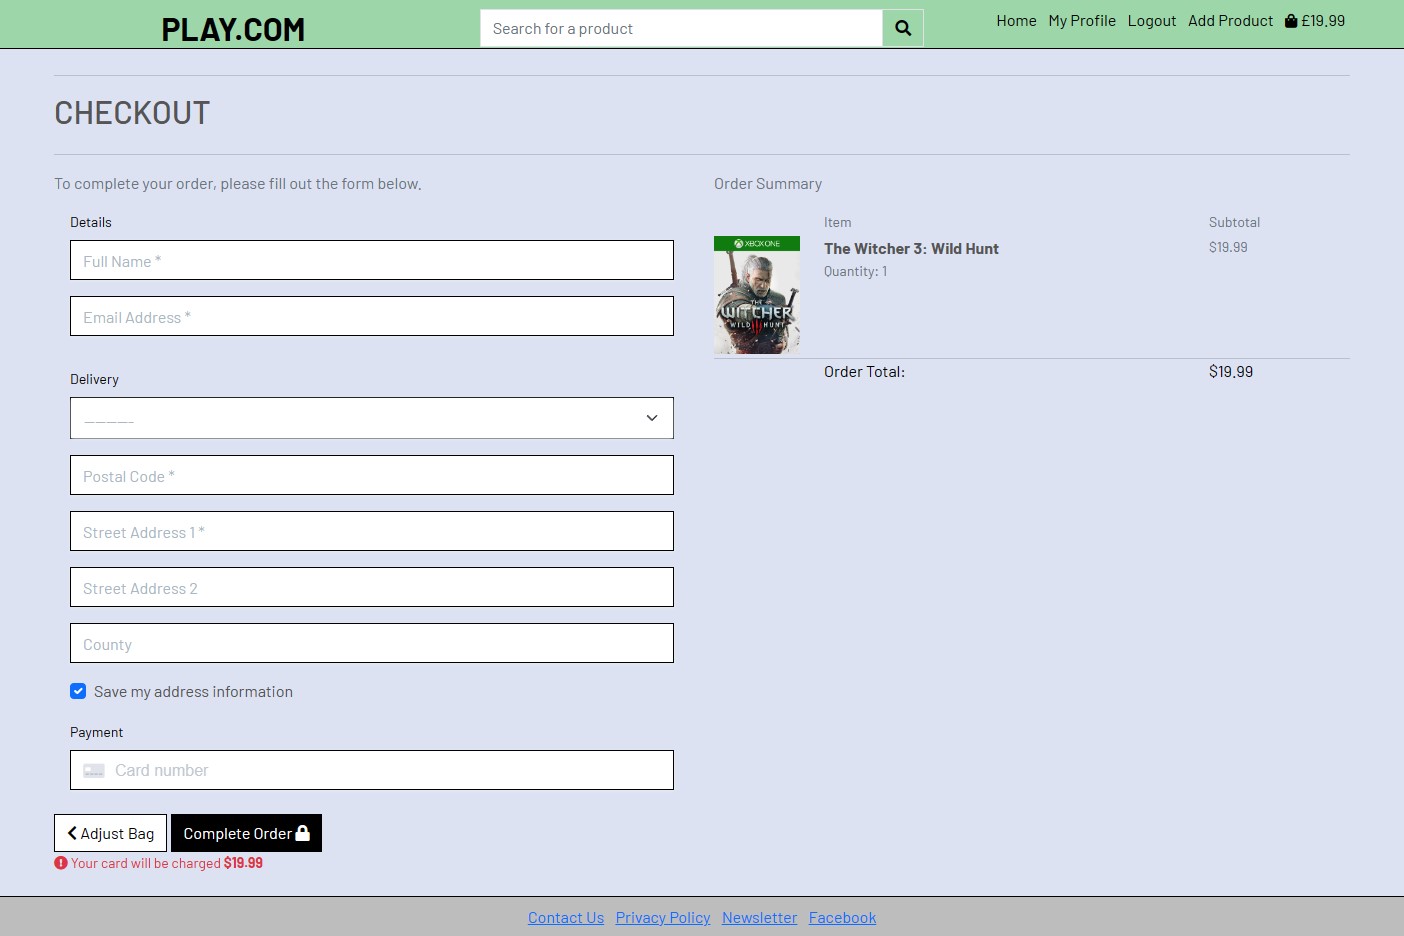 PLAY.COM
Search for a product
Home My Profile Logout Add Product £19.99
CHECKOUT
To complete your order, please fill out the form below.
Details
Full Name *
Email Address *
Delivery
---------
Postal Code *
Street Address 1 *
Street Address 2
County
Save my address information
Payment
Card number
Adjust Bag
Complete Order
Your card will be charged $19.99
Order Summary
Item Subtotal
XBOX ONE
THE
WITCHER
WILD HUNT
The Witcher 3: Wild Hunt $19.99
Quantity: 1
Order Total: $19.99
Contact Us Privacy Policy Newsletter Facebook